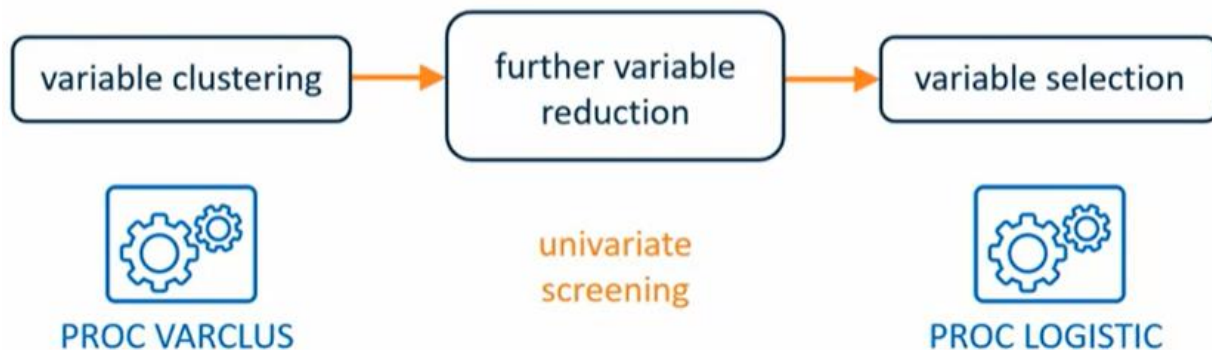 variable clustering
further variable
reduction
variable selection
univariate
screening
PROC VARCLUS
PROC LOGISTIC